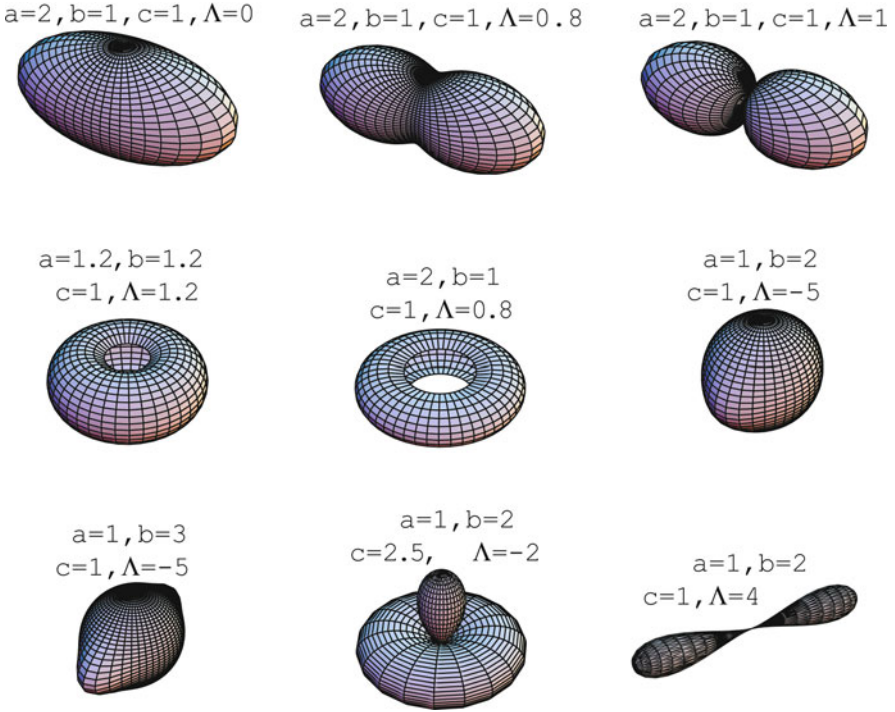 a=2,b=1,c=1,Λ=0
a=2,b=1,c=1,Λ=0.8
a=2,b=1,c=1,Λ=1
a=1.2,b=1.2
c=1,Λ=1.2
a=2,b=1
c=1,Λ=0.8
a=1,b=2
c=1,Λ=-5
a=1,b=3
c=1,Λ=-5
a=1,b=2
c=2.5, Λ=-2
a=1,b=2
c=1,Λ=4